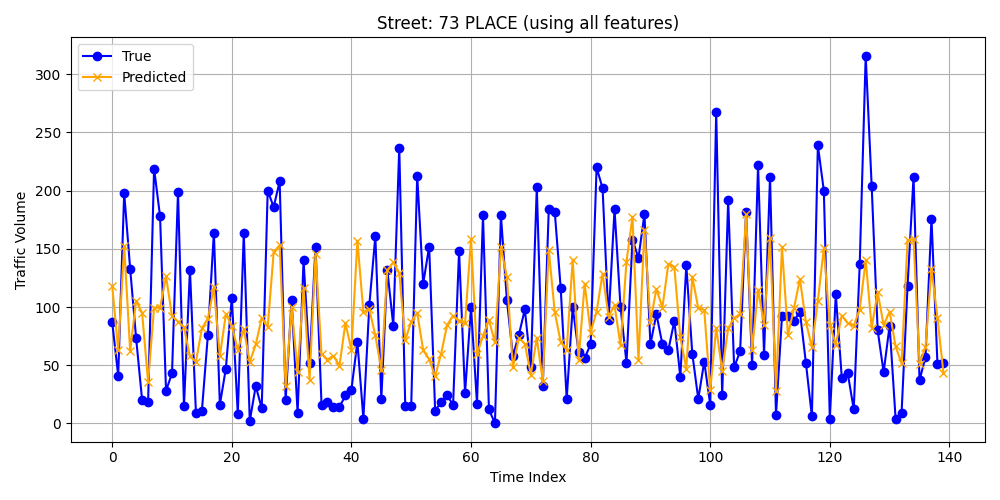 Street: 73 PLACE (using all features)
True
Predicted
Traffic Volume
300
250
200
150
100
50
0
0 20 40 60 80 100 120 140
Time Index